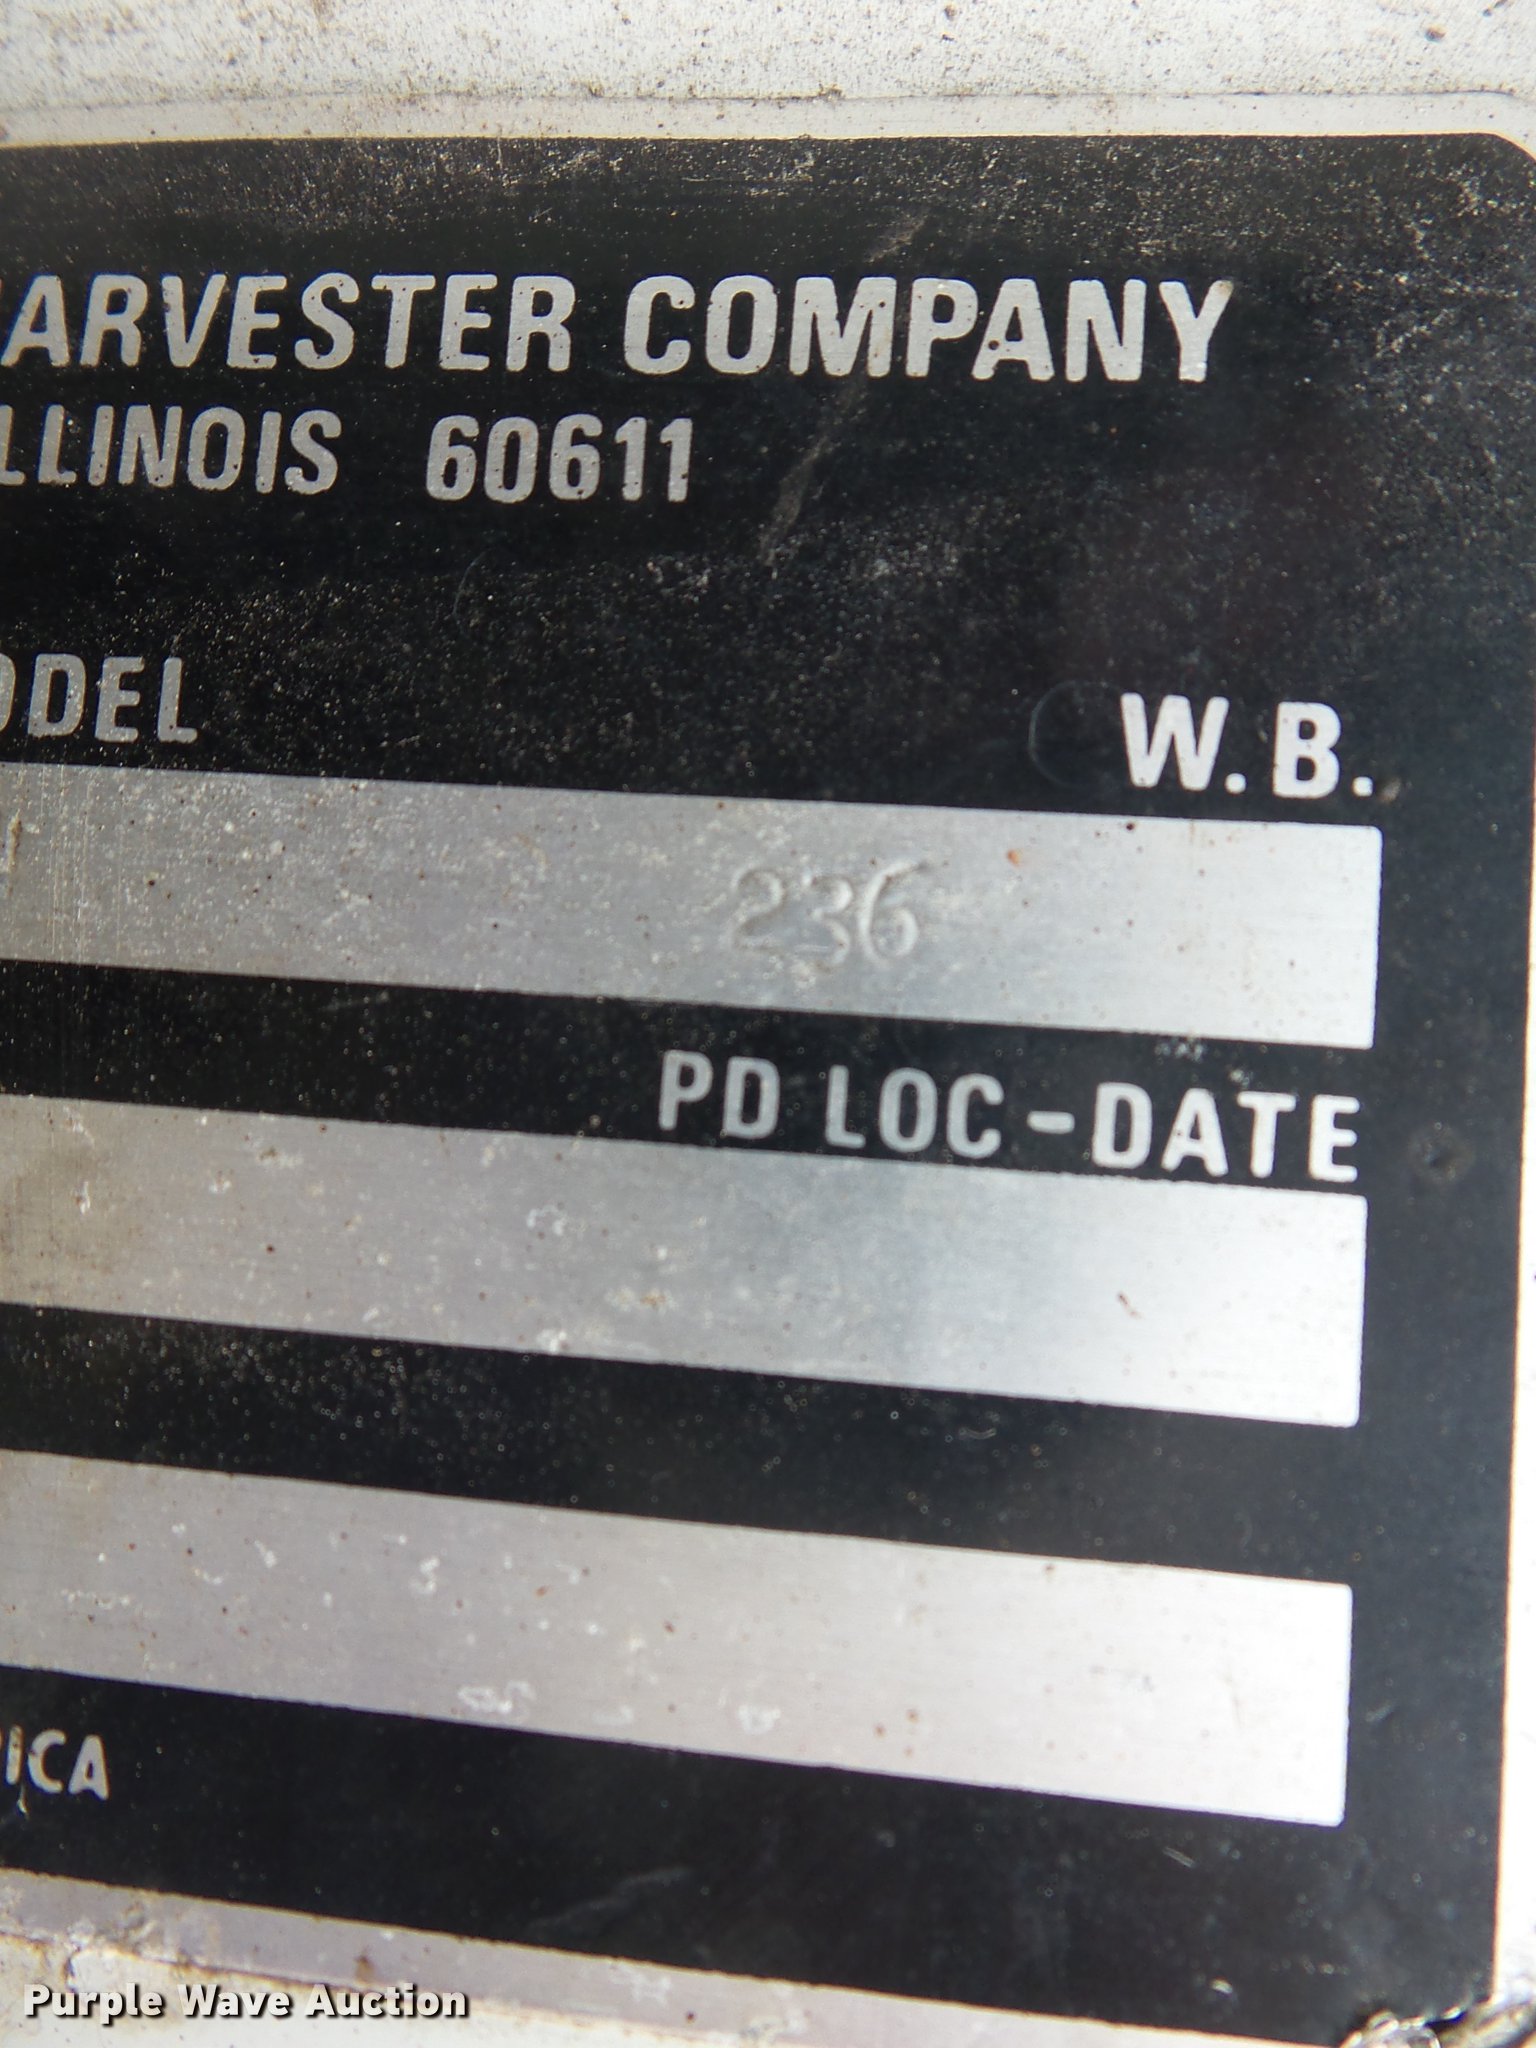 ARVESTER COMPANY
LLINOIS 60611
ODEL W.B.
236
PD LOC-DATE
ICA
Purple Wave Auction